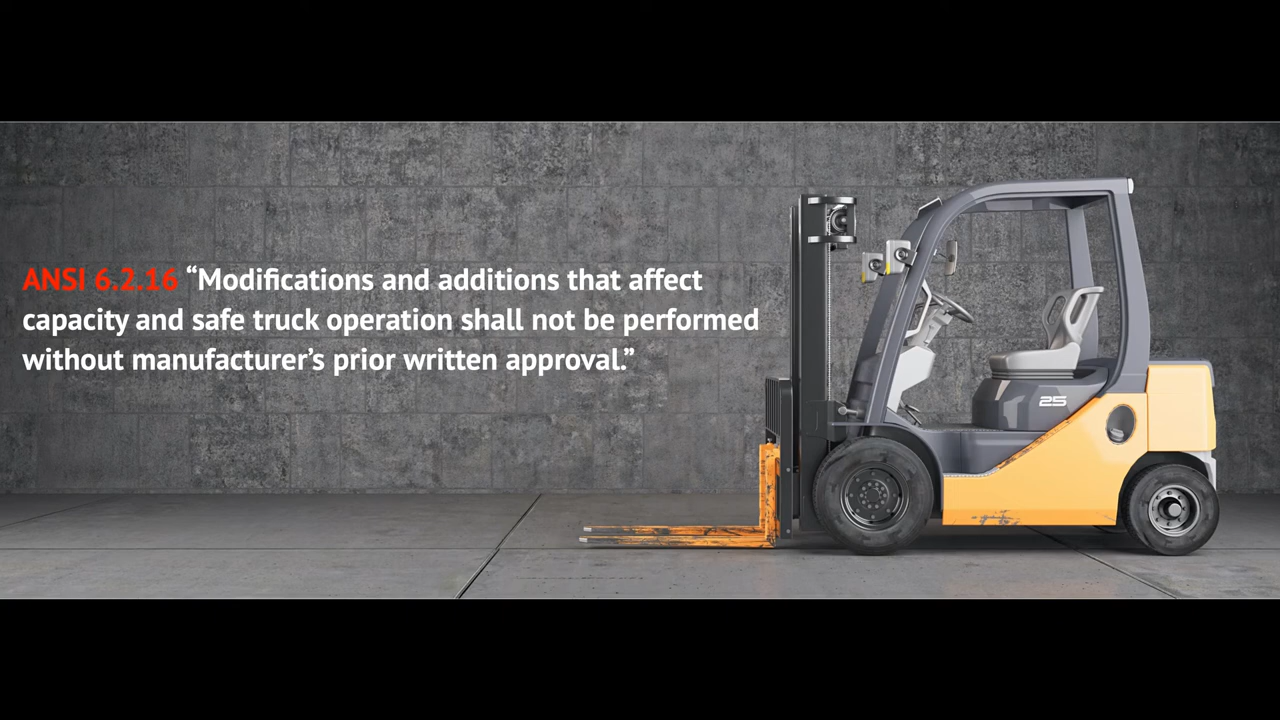 ANSI 6.2.16 “Modifications and additions that affect
capacity and safe truck operation shall not be performed
without manufacturer’s prior written approval.”
25